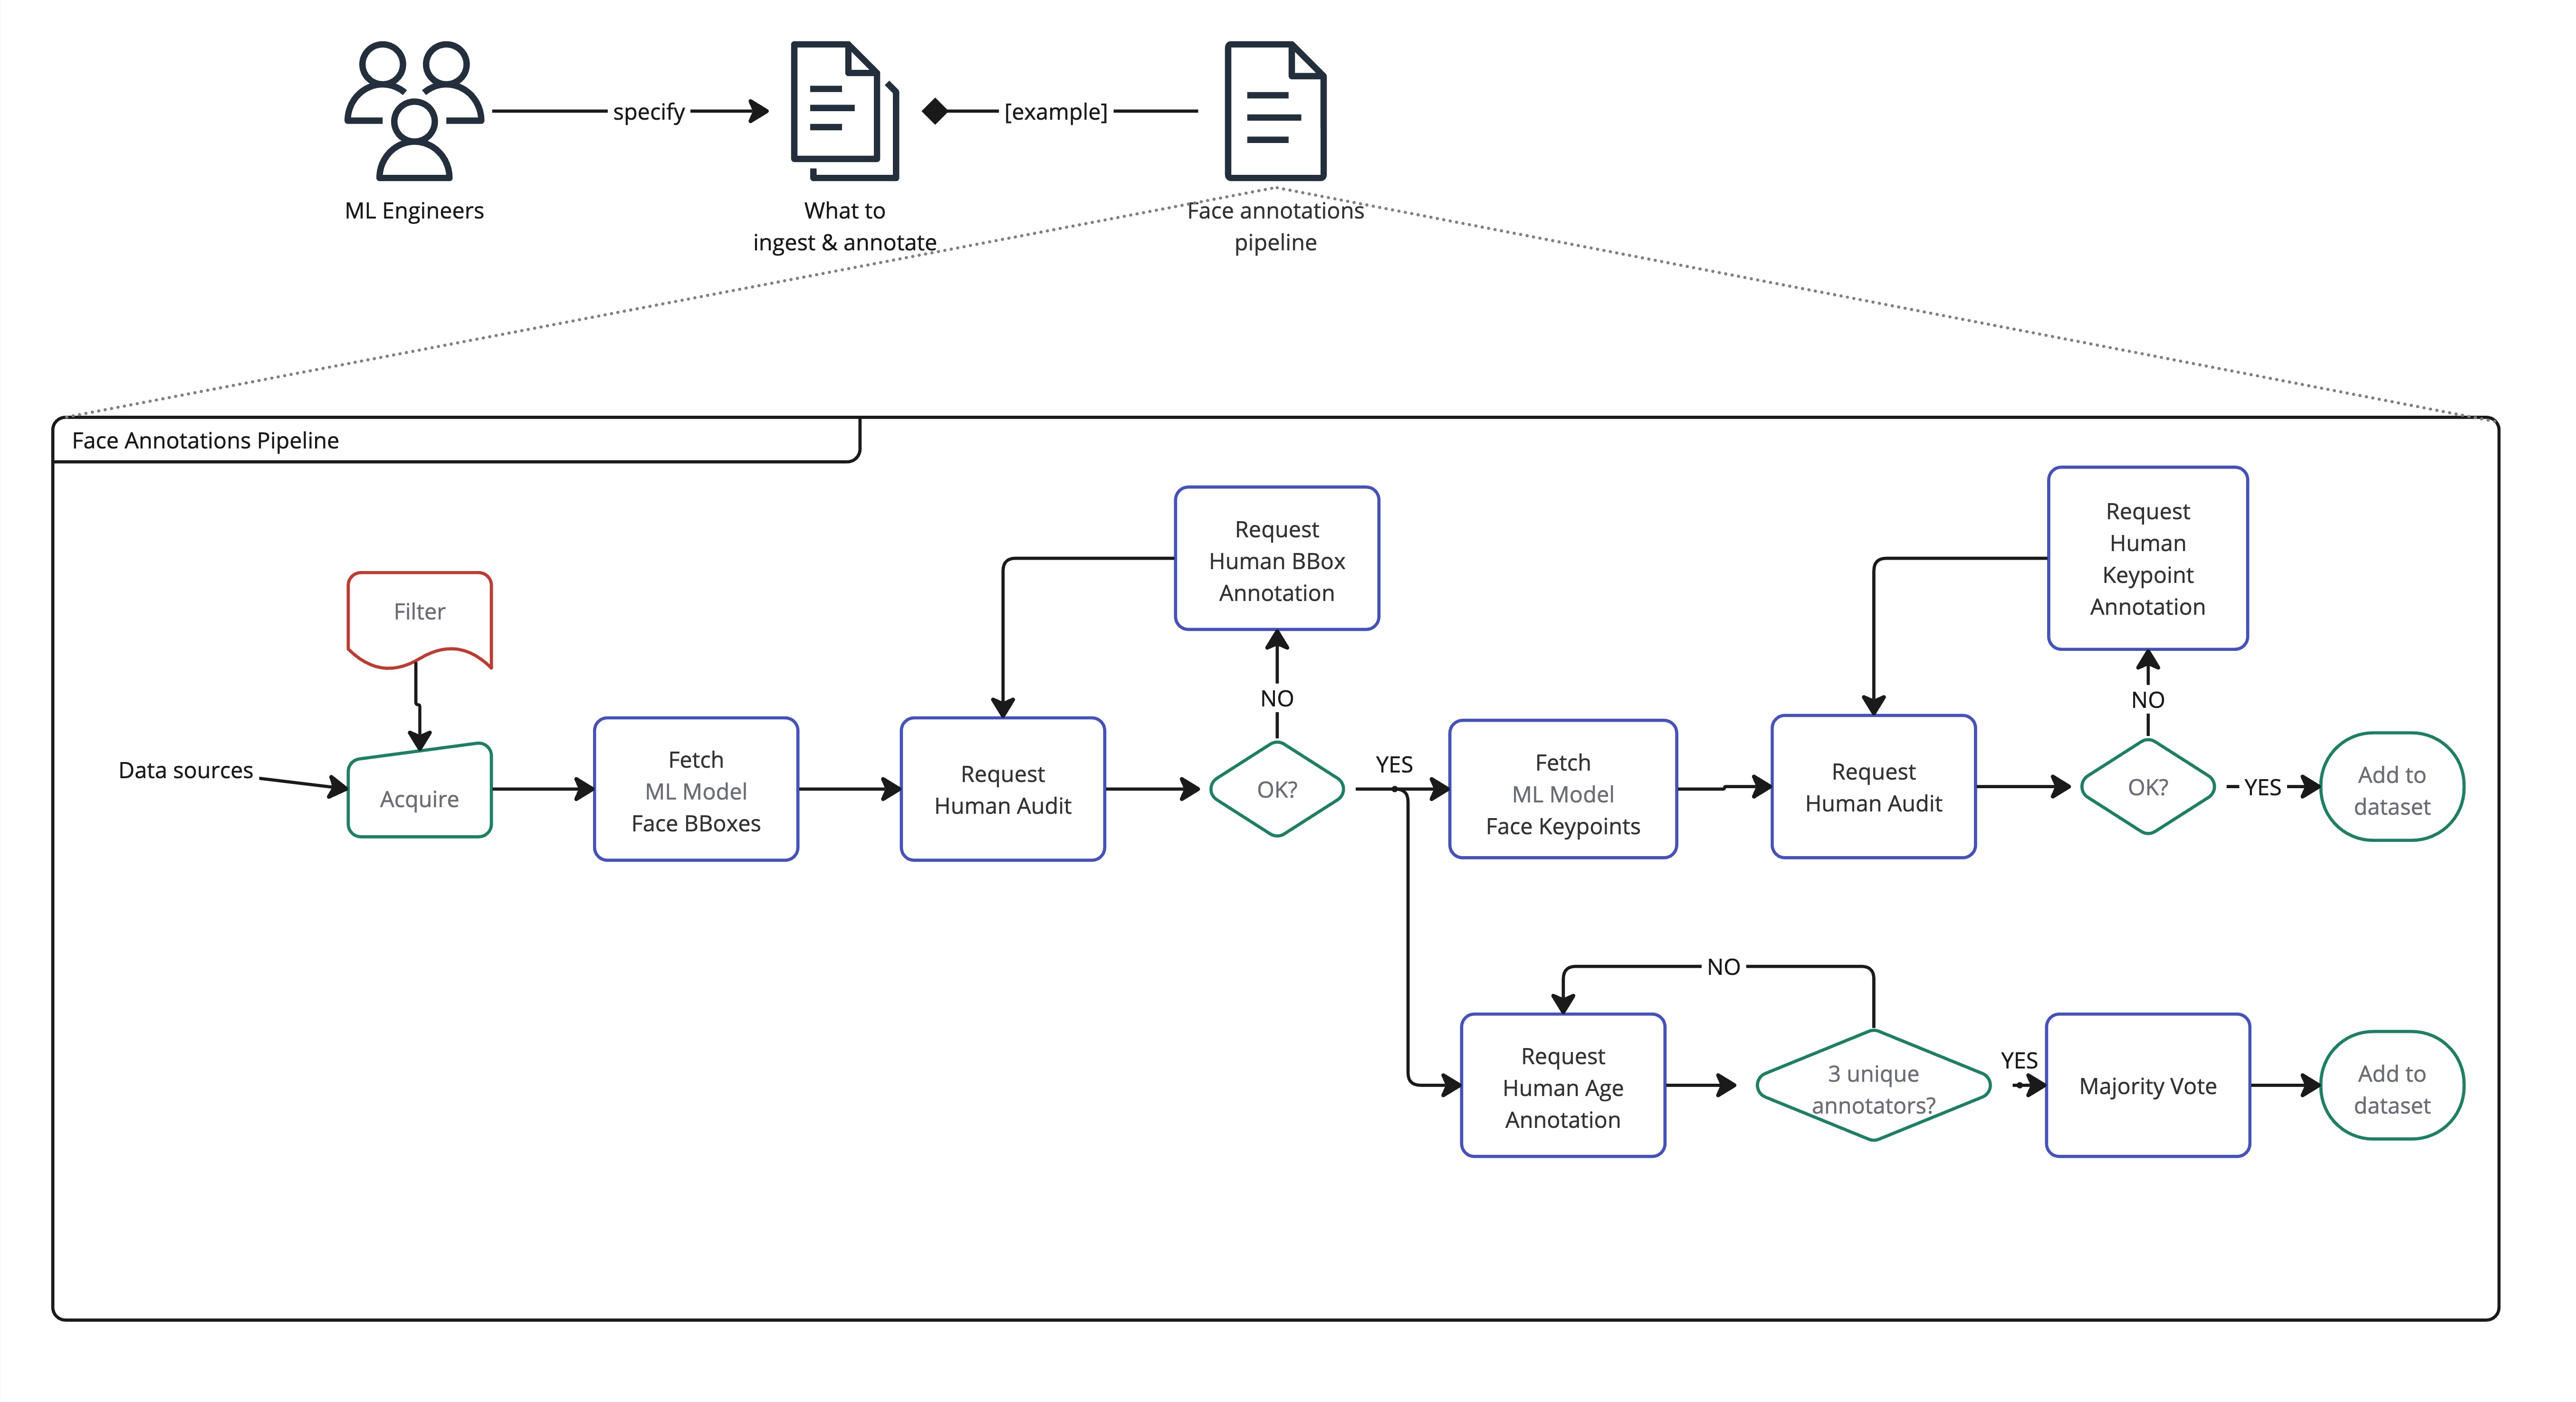 specify
[example]
ML Engineers
What to
ingest & annotate
Face annotations
pipeline
Face Annotations Pipeline
Request
Human BBox
Annotation
Request
Human
Keypoint
Annotation
Filter
NO
NO
Data sources
Acquire
Fetch
ML Model
Face BBoxes
Request
Human Audit
OK?
YES
Fetch
ML Model
Face Keypoints
Request
Human Audit
OK?
YES
Add to
dataset
NO
Request
Human Age
Annotation
3 unique
annotators?
YES
Majority Vote
Add to
dataset